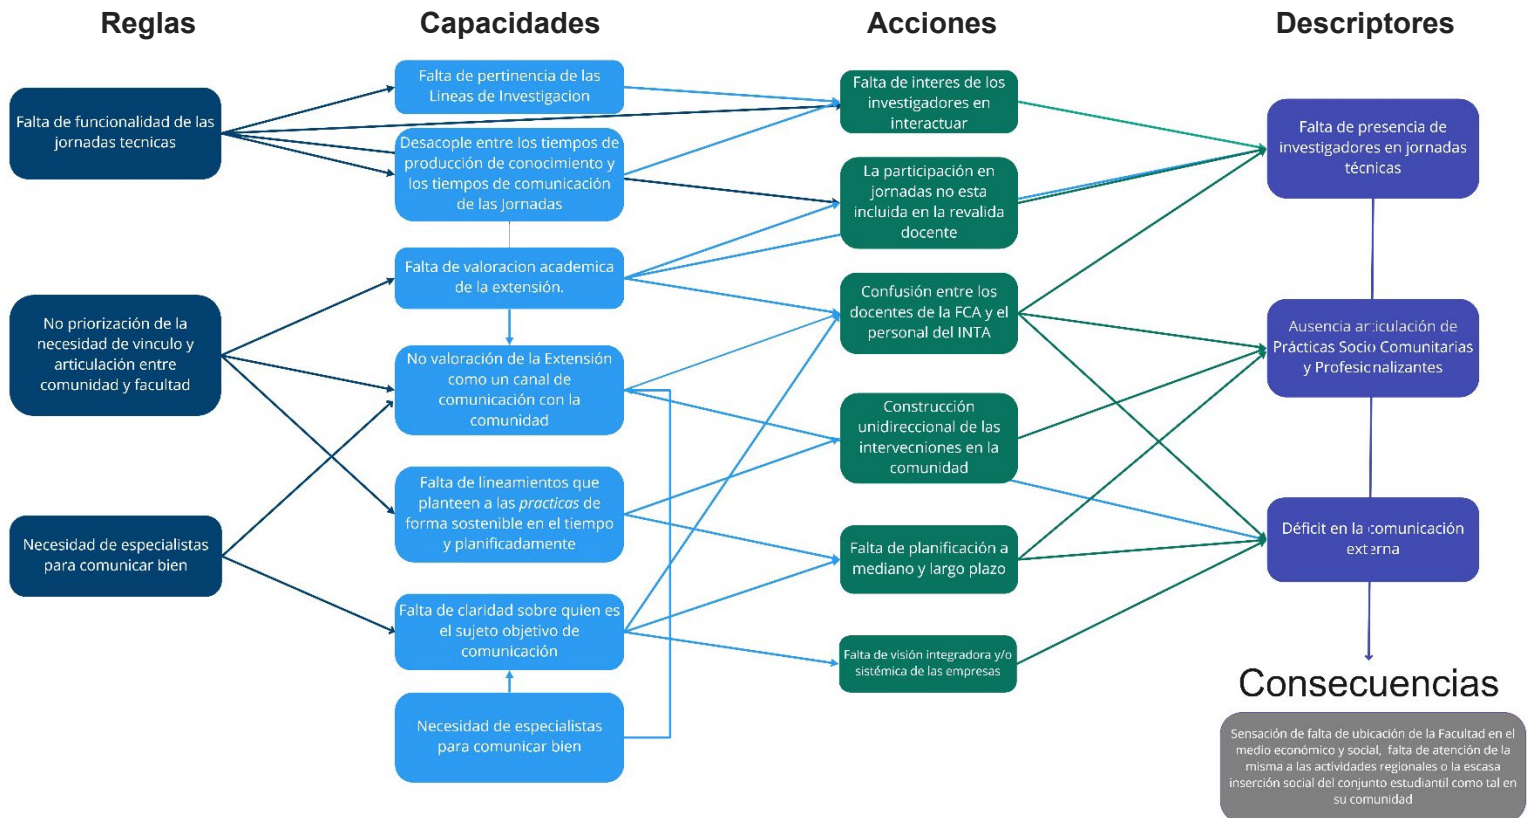 Reglas
Capacidades
Acciones
Descriptores
Falta de funcionalidad de las
jornadas tecnicas
No priorización de la
necesidad de vinculo y
articulación entre
comunidad y facultad
Necesidad de especialistas
para comunicar bien
Falta de pertinencia de las
Lineas de Investigacion
Desacople entre los tiempos de
producción de conocimiento y
los tiempos de comunicación
de las Jornadas
Falta de valoracion academica
de la extensión.
No valoración de la Extensión
como un canal de
comunicación con la
comunidad
Falta de lineamientos que
planteen a las practicas de
forma sostenible en el tiempo
y planificadamente
Falta de claridad sobre quien es
el sujeto objetivo de
comunicación
Necesidad de especialistas
para comunicar bien
Falta de interes de los
investigadores en
interactuar
La participación en
jornadas no esta
incluida en la revalida
docente
Confusión entre los
docentes de la FCA y el
personal del INTA
Construcción
unidireccional de las
intervecniones en la
comunidad
Falta de planificación a
mediano y largo plazo
Falta de visión integradora y/o
sistémica de las empresas
Falta de presencia de
investigadores en jornadas
técnicas
Ausencia articulación de
Prácticas Socio Comunitarias
y Profesionalizantes
Déficit en la comunicación
externa
Consecuencias
Sensación de falta de ubicación de la Facultad en el
medio económico y social, falta de atención de la
misma a las actividades regionales o la escasa
inserción social del conjunto estudiantil como tal en
su comunidad